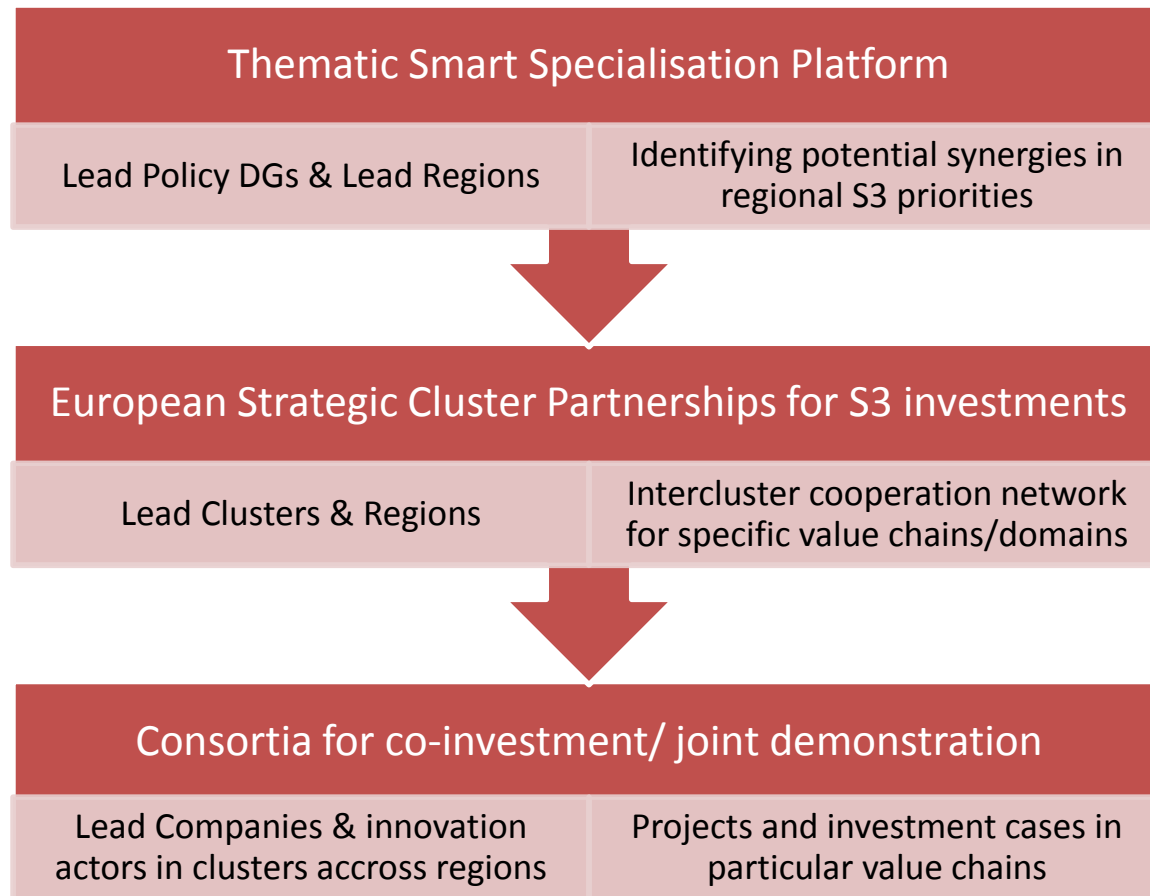 Thematic Smart Specialisation Platform
Lead Policy DGs & Lead Regions
Identifying potential synergies in
regional S3 priorities
European Strategic Cluster Partnerships for S3 investments
Lead Clusters & Regions
Intercluster cooperation network
for specific value chains/domains
Consortia for co-investment/ joint demonstration
Lead Companies & innovation
actors in clusters accross regions
Projects and investment cases in
particular value chains